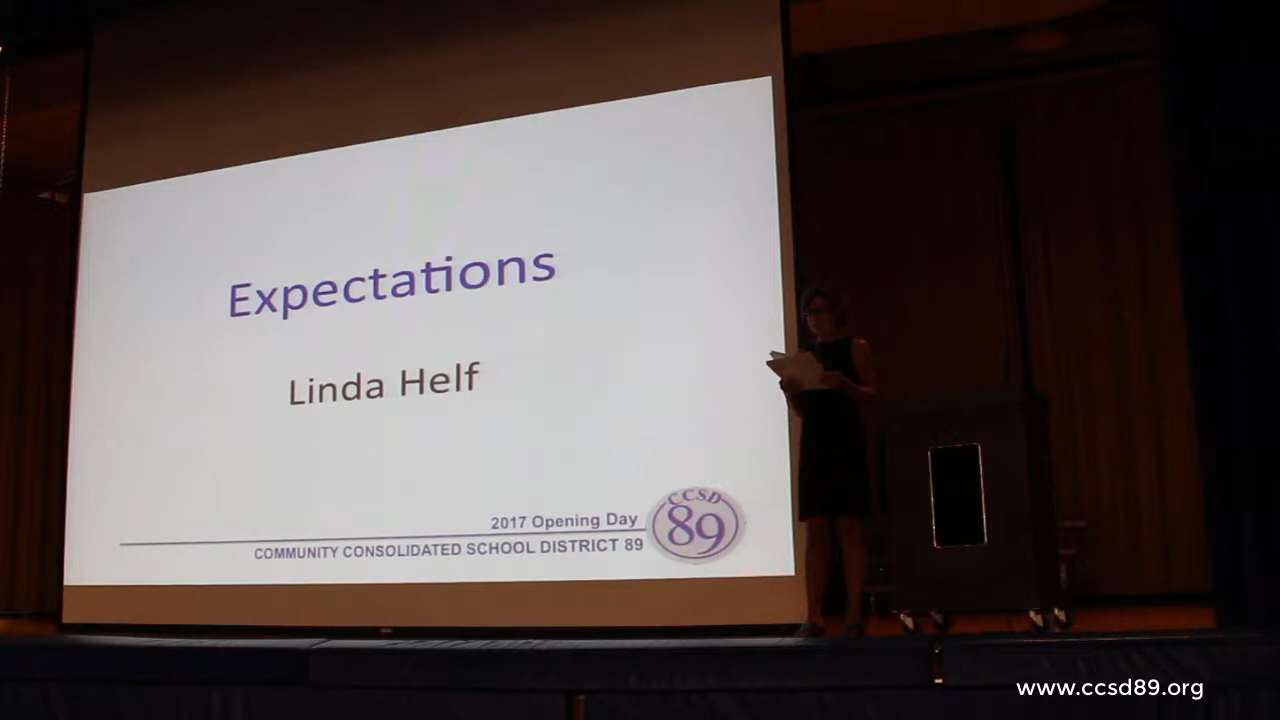 Expectations
Linda Helf
2017 Opening Day
COMMUNITY CONSOLIDATED SCHOOL DISTRICT 89
CCSD
89
www.ccsd89.org